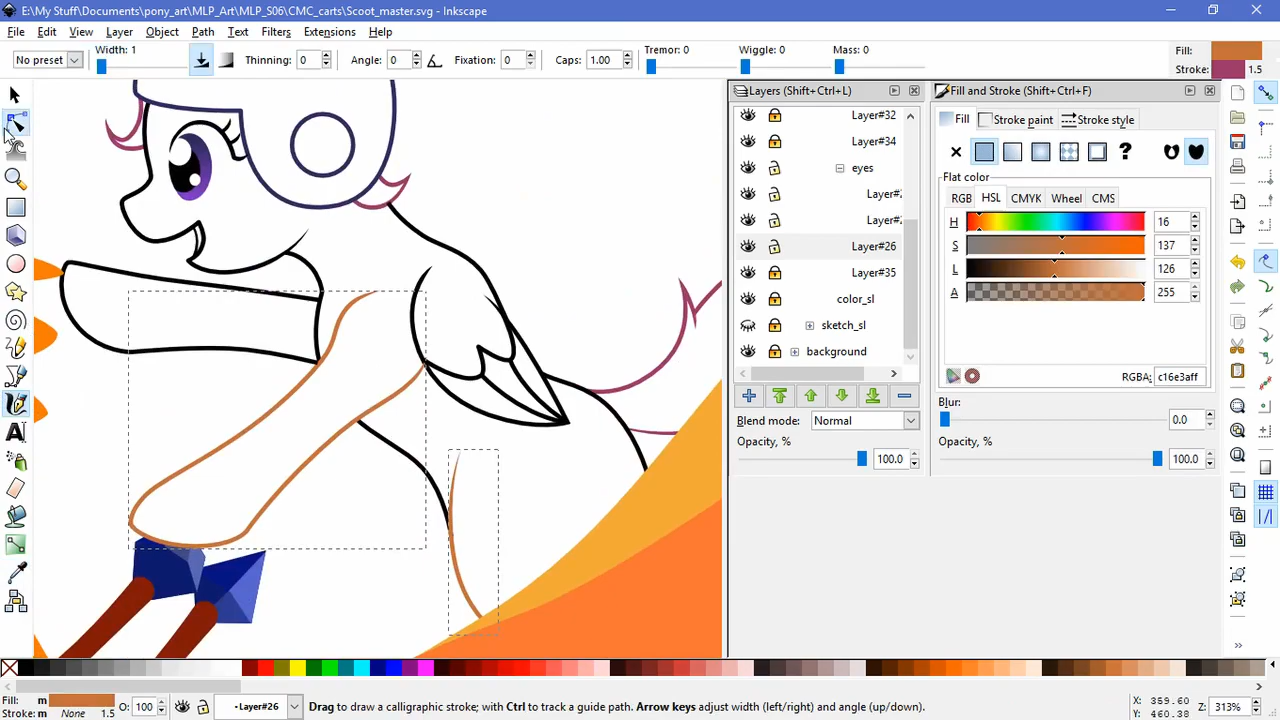 E:\My Stuff\Documents\pony_art\MLP_Art\MLP_S06\CMC_carts\Scoot_master.svg - Inkscape
File Edit View Layer Object Path Text Filters Extensions Help
No preset Width: 1 Thinning: 0 Angle: 0 Fixation: 0 Caps: 1.00 Tremor: 0 Wiggle: 0 Mass: 0
Fill:
Stroke: 1.5
Layers (Shift+Ctrl+L)
Layer#32
Layer#34
eyes
Layer#
Layer#
Layer#26
Layer#35
color_sl
sketch_sl
background
Blend mode: Normal
Opacity, % 100.0
Fill and Stroke (Shift+Ctrl+F)
Fill Stroke paint Stroke style
?
Flat color
RGB HSL CMYK Wheel CMS
H 16
S 137
L 126
A 255
RGBA: c16e3aff
Blur:
0.0
Opacity, %
100.0
Fill: m O: 100 •Layer#26 Drag to draw a calligraphic stroke; with Ctrl to track a guide path. Arrow keys adjust width (left/right) and angle (up/down). X: 359.60 Z: 313%
Stroke: m None 1.5 Y: 460.38